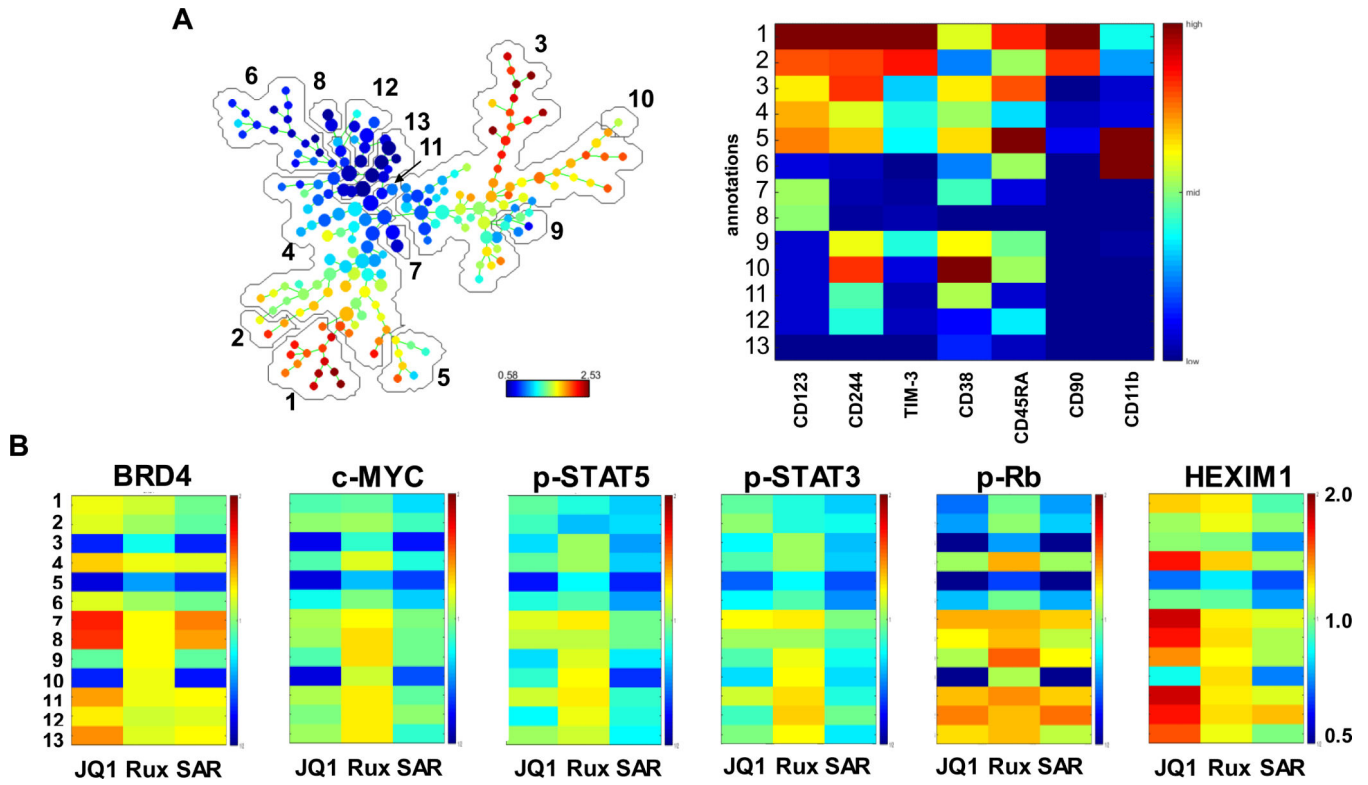 A
3
6
8
12
10
13
11
4
9
7
2
5
1
0.58 2.53
annotations
1
2
3
4
5
6
7
8
9
10
11
12
13
high
mid
low
CD123
CD244
TIM-3
CD38
CD45RA
CD90
CD11b
B
BRD4 c-MYC p-STAT5 p-STAT3 p-Rb HEXIM1
1
2
3
4
5
6
7
8
9
10
11
12
13
2.0
1.0
0.5
JQ1 Rux SAR JQ1 Rux SAR JQ1 Rux SAR JQ1 Rux SAR JQ1 Rux SAR JQ1 Rux SAR